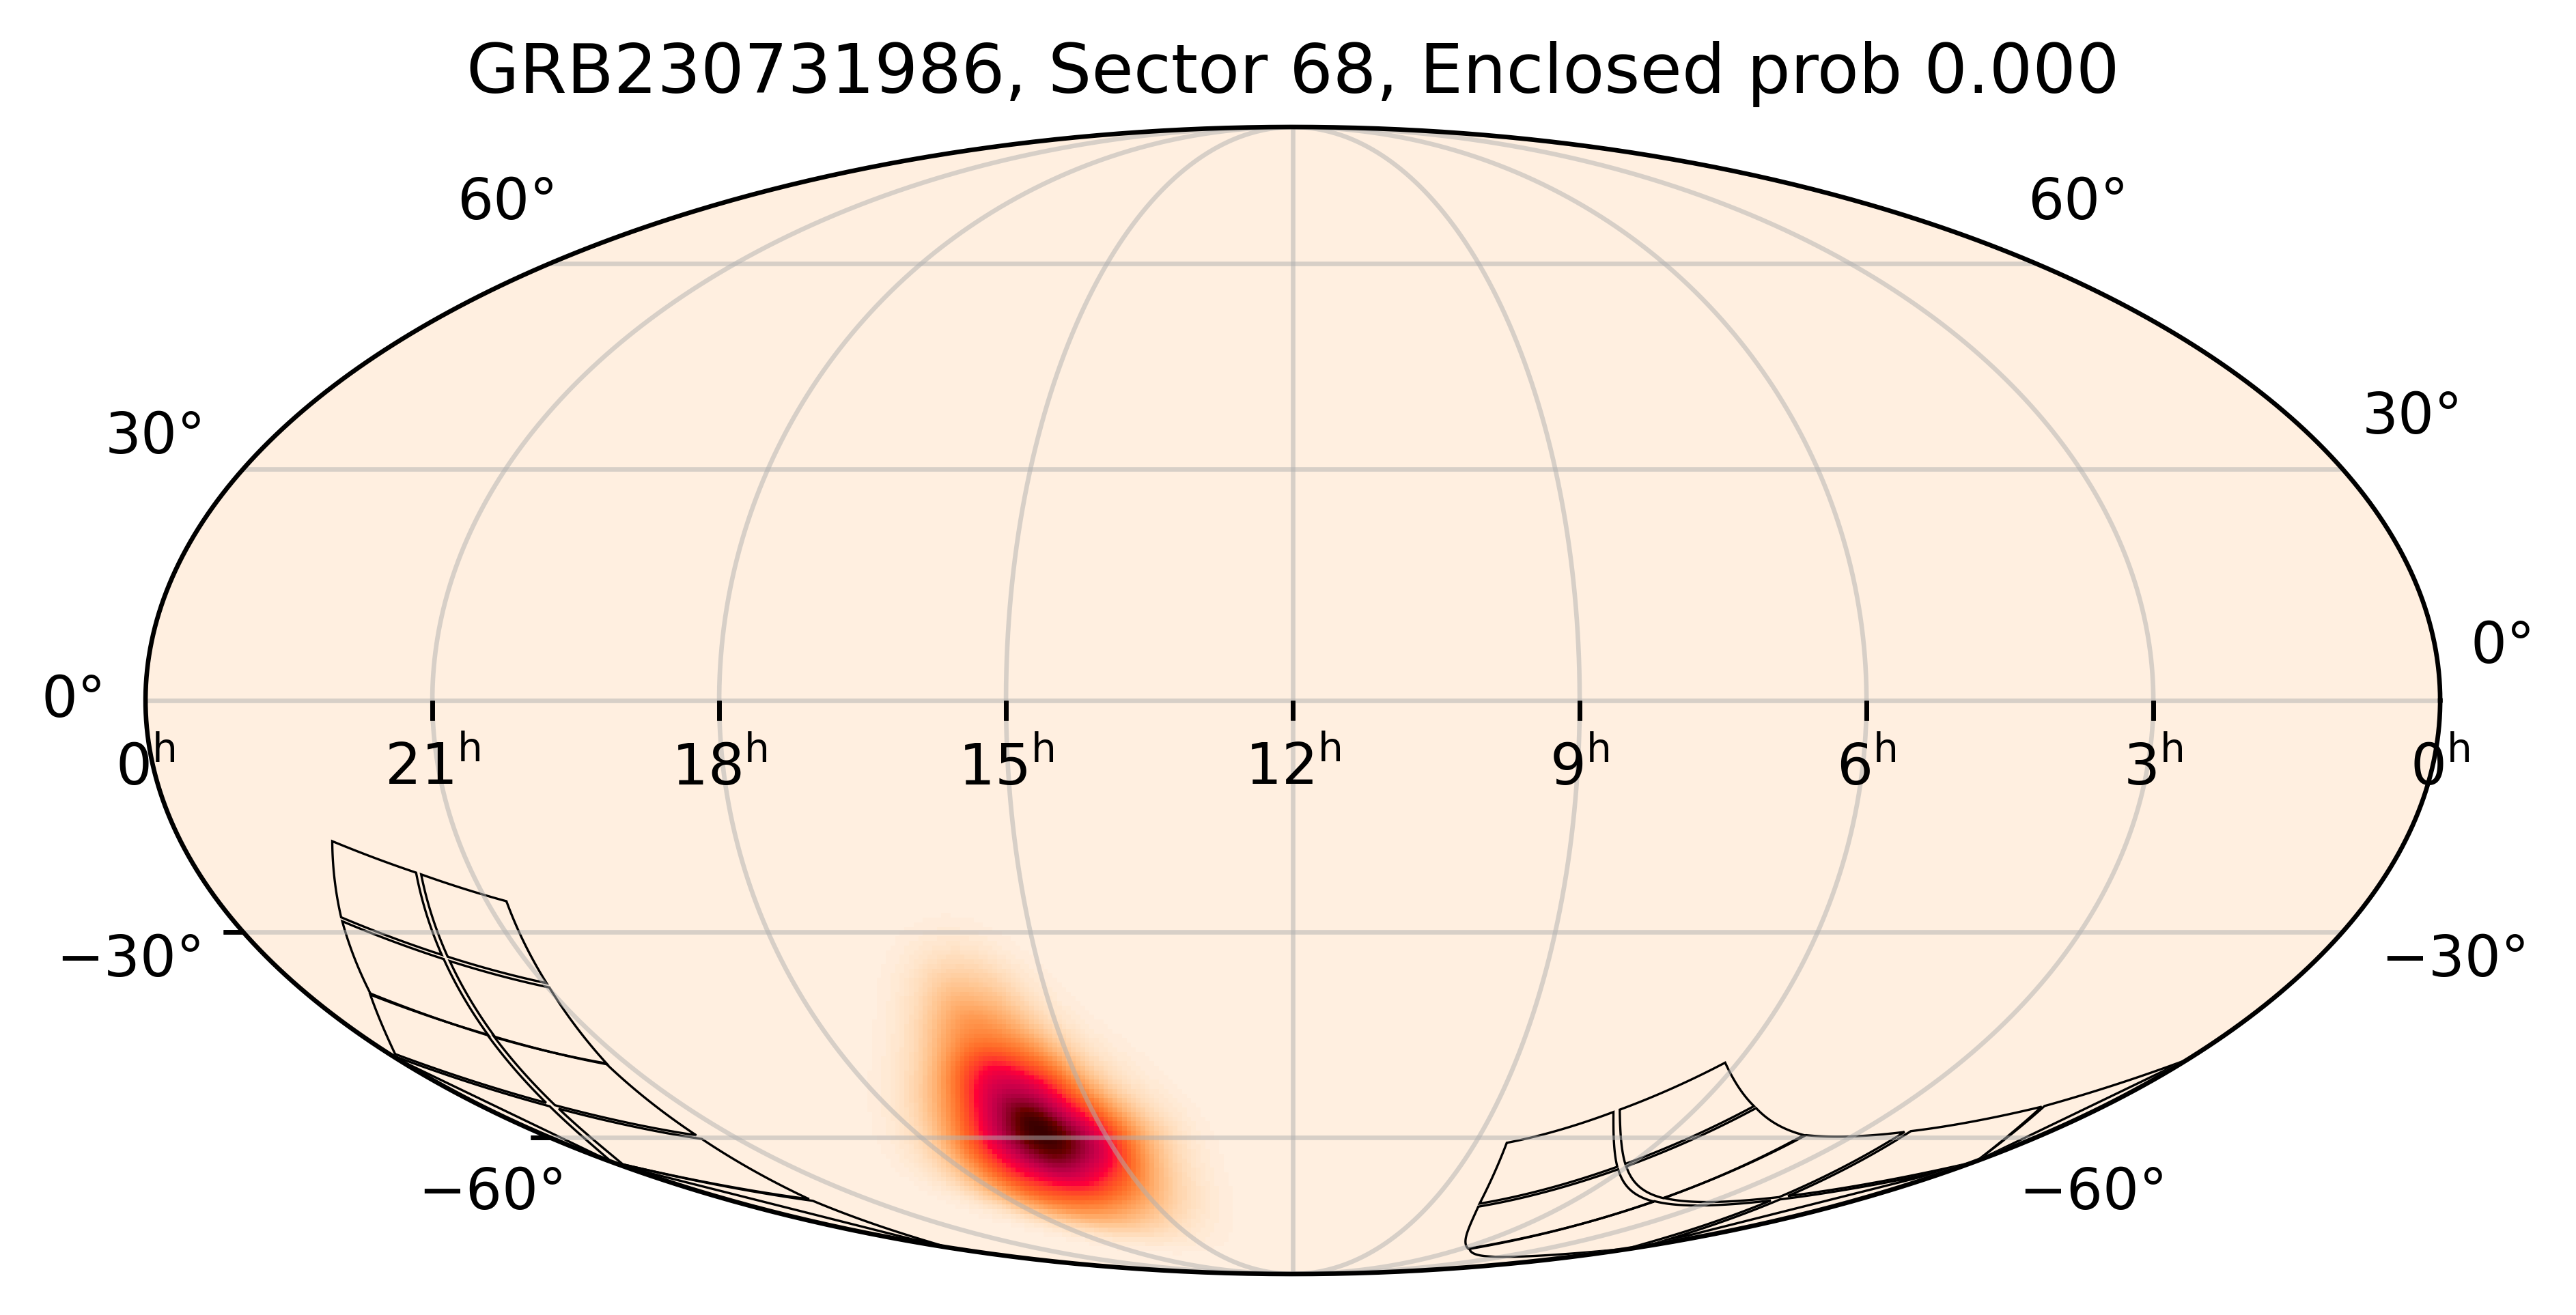 GRB230731986, Sector 68, Enclosed prob 0.000
60° 60°
30° 30°
0° 0°
0ʰ 21ʰ 18ʰ 15ʰ 12ʰ 9ʰ 6ʰ 3ʰ 0ʰ
−30° −30°
−60° −60°